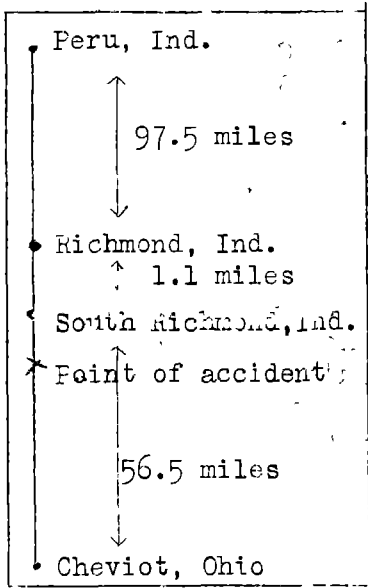 Peru, Ind.
97.5 miles
Richmond, Ind.
1.1 miles
South Richmond, Ind.
Point of accident
56.5 miles
Cheviot, Ohio